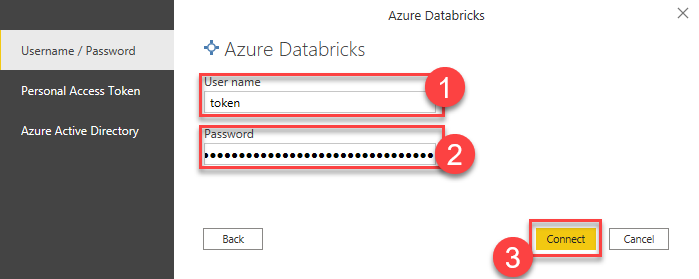 Azure Databricks
Username / Password
Personal Access Token
Azure Active Directory
Azure Databricks
User name
token
1
Password
2
Back
3
Connect
Cancel